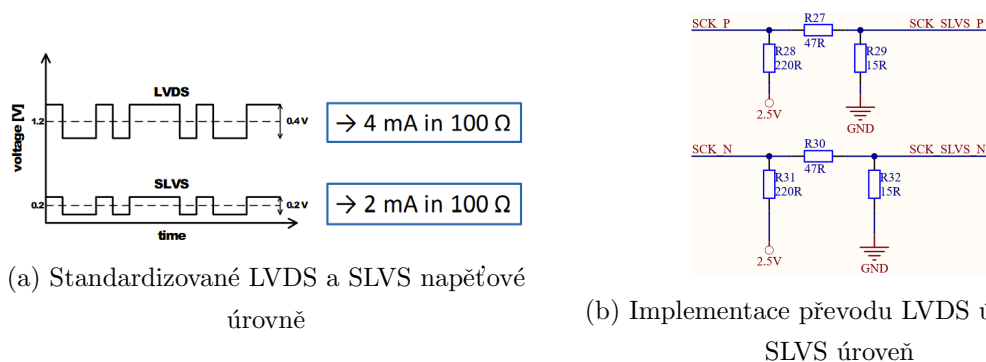 LVDS
voltage [V]
1.2
0.4 V
→ 4 mA in 100 Ω
SLVS
0.2
0.2 V
→ 2 mA in 100 Ω
time
(a) Standardizované LVDS a SLVS napěťové
úrovně
SCK_P
R27
47R
SCK_SLVS_P
R28
220R
R29
15R
2.5V
GND
SCK_N
R30
47R
SCK_SLVS_N
R31
220R
R32
15R
2.5V
GND
(b) Implementace převodu LVDS ú
SLVS úroveň